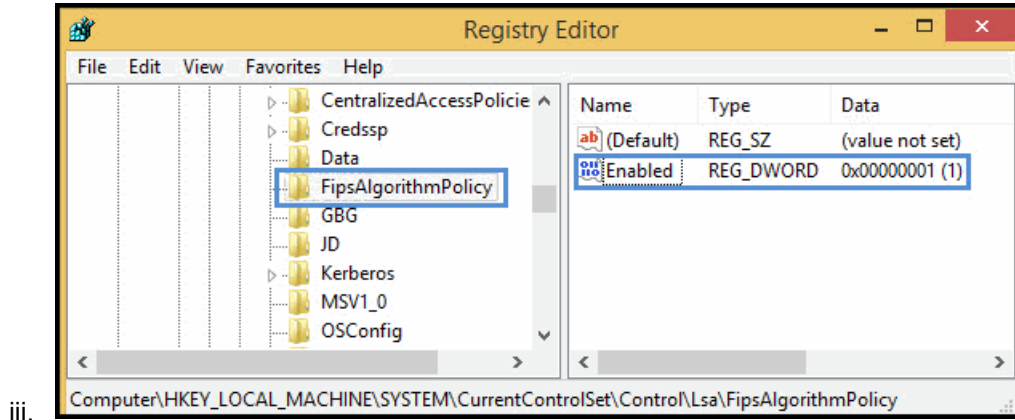 Registry Editor
File Edit View Favorites Help
CentralizedAccessPolicie
Credssp
Data
FipsAlgorithmPolicy
GBG
JD
Kerberos
MSV1_0
OSConfig
Name Type Data
(Default) REG_SZ (value not set)
Enabled REG_DWORD 0x00000001 (1)
iii. Computer\HKEY_LOCAL_MACHINE\SYSTEM\CurrentControlSet\Control\Lsa\FipsAlgorithmPolicy